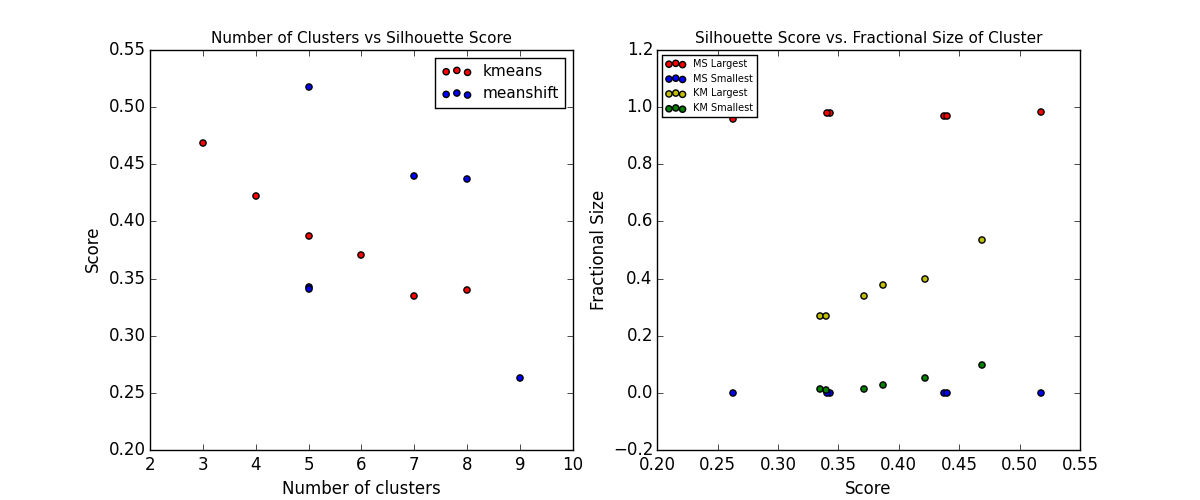 Number of Clusters vs Silhouette Score
0.55
0.50
0.45
0.40
0.35
0.30
0.25
0.20
Score
kmeans
meanshift
2 3 4 5 6 7 8 9 10
Number of clusters
Silhouette Score vs. Fractional Size of Cluster
1.2
1.0
0.8
0.6
0.4
0.2
0.0
−0.2
Fractional Size
MS Largest
MS Smallest
KM Largest
KM Smallest
0.20 0.25 0.30 0.35 0.40 0.45 0.50 0.55
Score